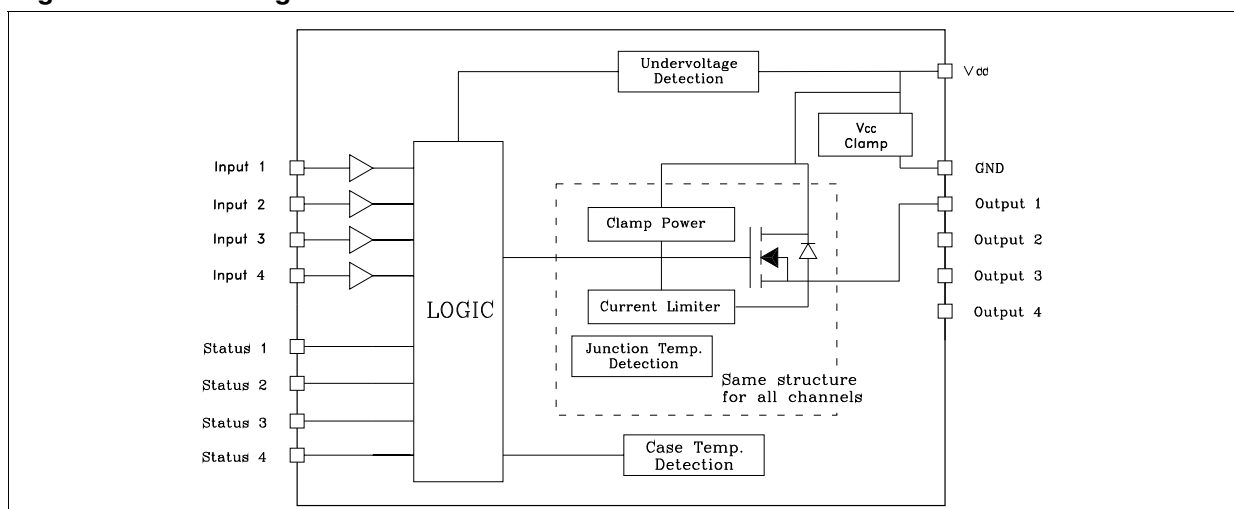 Undervoltage
Detection
Vdd
Vcc
Clamp
Input 1
GND
Input 2
Output 1
Clamp Power
Input 3
Output 2
Input 4
Output 3
Current Limiter
LOGIC
Output 4
Status 1
Junction Temp.
Detection
Status 2
Same structure
for all channels
Status 3
Case Temp.
Detection
Status 4